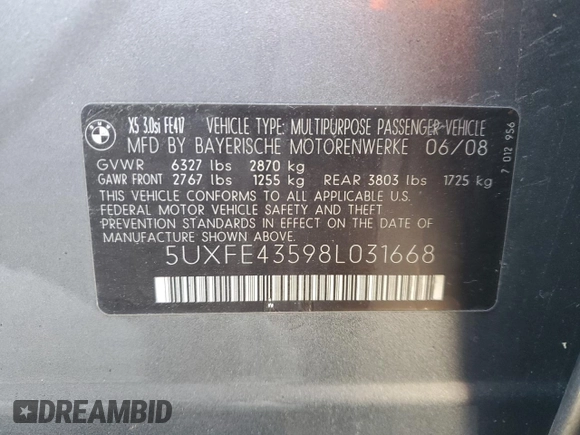 BMW
X5 3.0si FE417 VEHICLE TYPE: MULTIPURPOSE PASSENGER-VEHICLE
MFD BY BAYERISCHE MOTORENWERKE 06/08
GVWR 6327 lbs 2870 kg
GAWR FRONT 2767 lbs 1255 kg REAR 3803 lbs 1725 kg
THIS VEHICLE CONFORMS TO ALL APPLICABLE U.S.
FEDERAL MOTOR VEHICLE SAFETY AND THEFT
PREVENTION STANDARDS IN EFFECT ON THE DATE
OF MANUFACTURE SHOWN ABOVE:
5UXFE43598L031668
7 012 956
DREAMBID